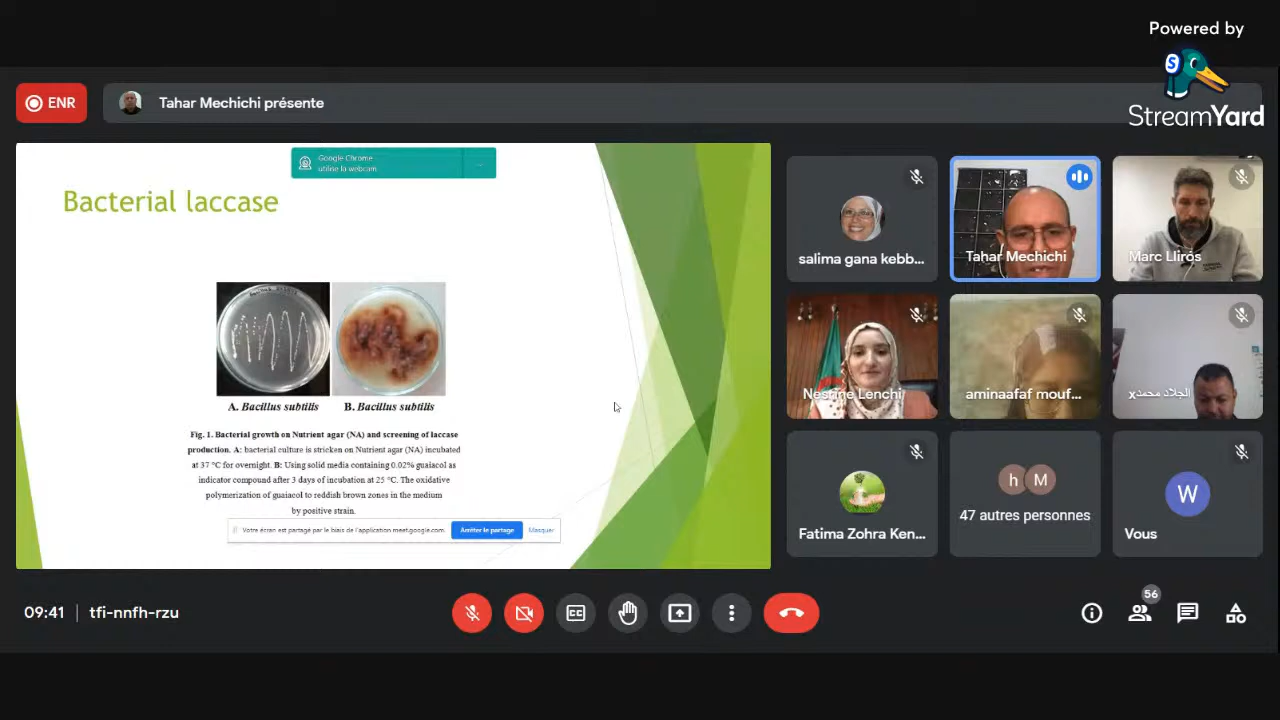 Powered by
StreamYard
ENR
Tahar Mechichi présente
Google Chrome
utilise la webcam
Bacterial laccase
A. Bacillus subtilis
B. Bacillus subtilis
Fig. 1. Bacterial growth on Nutrient agar (NA) and screening of laccase
production. A: bacterial culture is stricken on Nutrient agar (NA) incubated
at 37 °C for overnight. B: Using solid media containing 0.02% guaiacol as
indicator compound after 3 days of incubation at 25 °C. The oxidative
polymerization of guaiacol to reddish brown zones in the medium
by positive strain.
Votre écran est partagé par le biais de l'application meet.google.com.
Arrêter le partage
Masquer
salima gana kebb...
Tahar Mechichi
Marc Llirós
Nesrine Lenchi
aminaafaf mouf...
الجلاد محمدx
Fatima Zohra Ken...
h M
47 autres personnes
W
Vous
09:41 | tfi-nnfh-rzu
56